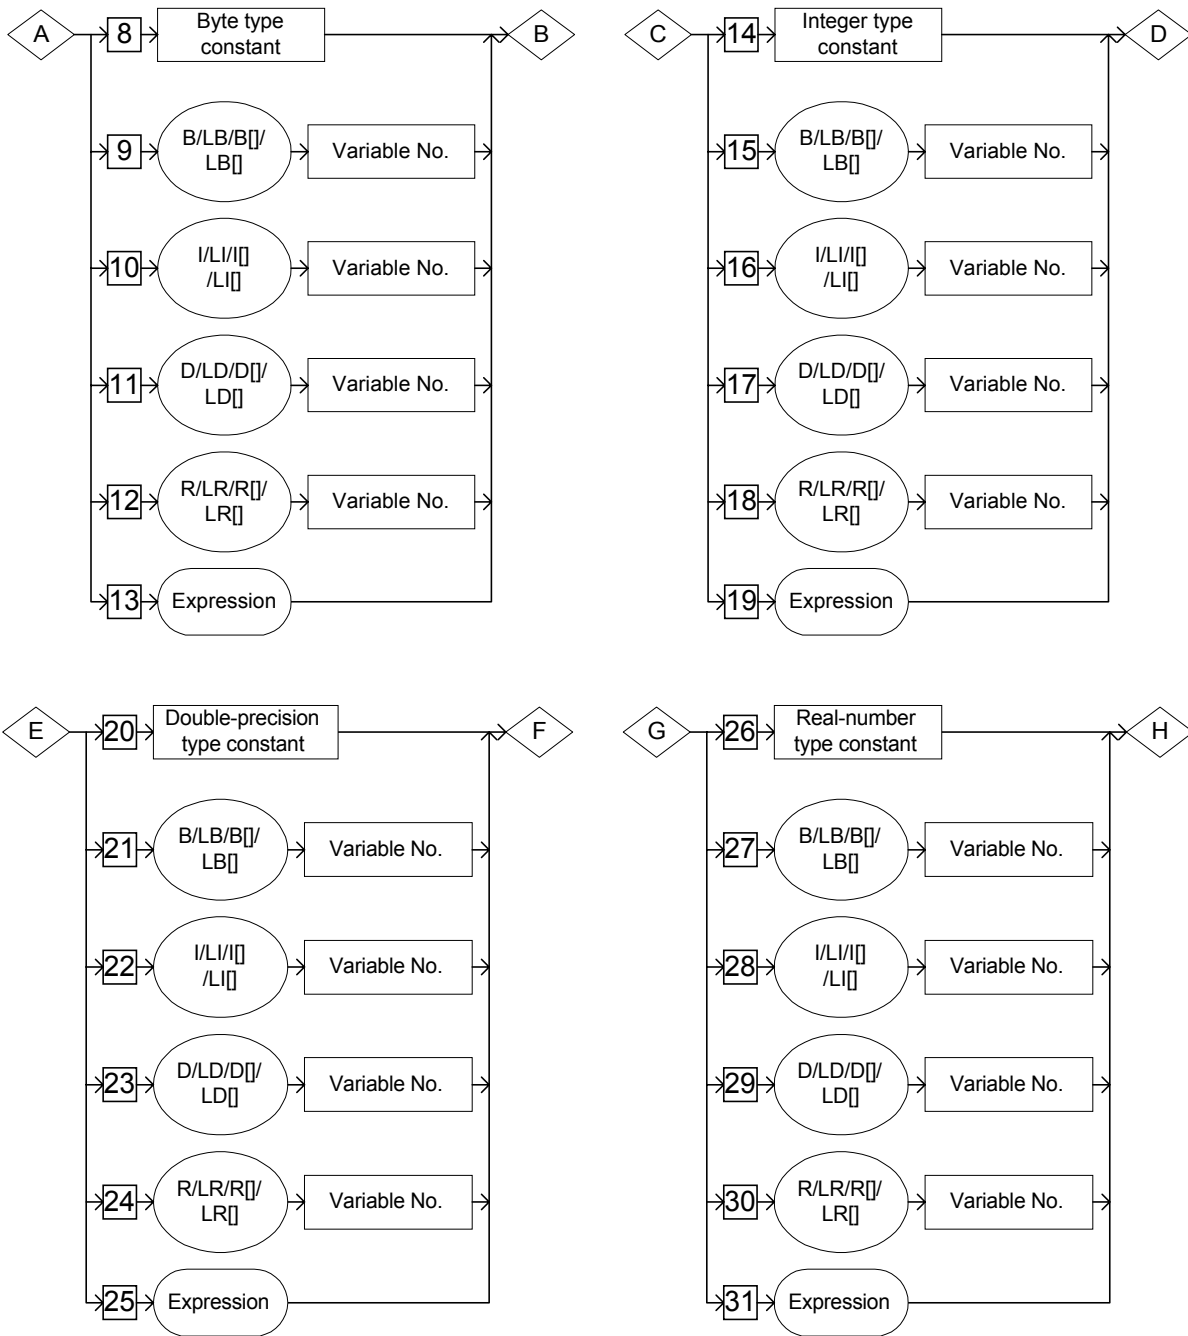 A
8
Byte type
constant
B
9
B/LB/B[]/
LB[]
Variable No.
10
I/LI/I[]
/LI[]
Variable No.
11
D/LD/D[]/
LD[]
Variable No.
12
R/LR/R[]/
LR[]
Variable No.
13
Expression
C
14
Integer type
constant
D
15
B/LB/B[]/
LB[]
Variable No.
16
I/LI/I[]
/LI[]
Variable No.
17
D/LD/D[]/
LD[]
Variable No.
18
R/LR/R[]/
LR[]
Variable No.
19
Expression
E
20
Double-precision
type constant
F
21
B/LB/B[]/
LB[]
Variable No.
22
I/LI/I[]
/LI[]
Variable No.
23
D/LD/D[]/
LD[]
Variable No.
24
R/LR/R[]/
LR[]
Variable No.
25
Expression
G
26
Real-number
type constant
H
27
B/LB/B[]/
LB[]
Variable No.
28
I/LI/I[]
/LI[]
Variable No.
29
D/LD/D[]/
LD[]
Variable No.
30
R/LR/R[]/
LR[]
Variable No.
31
Expression